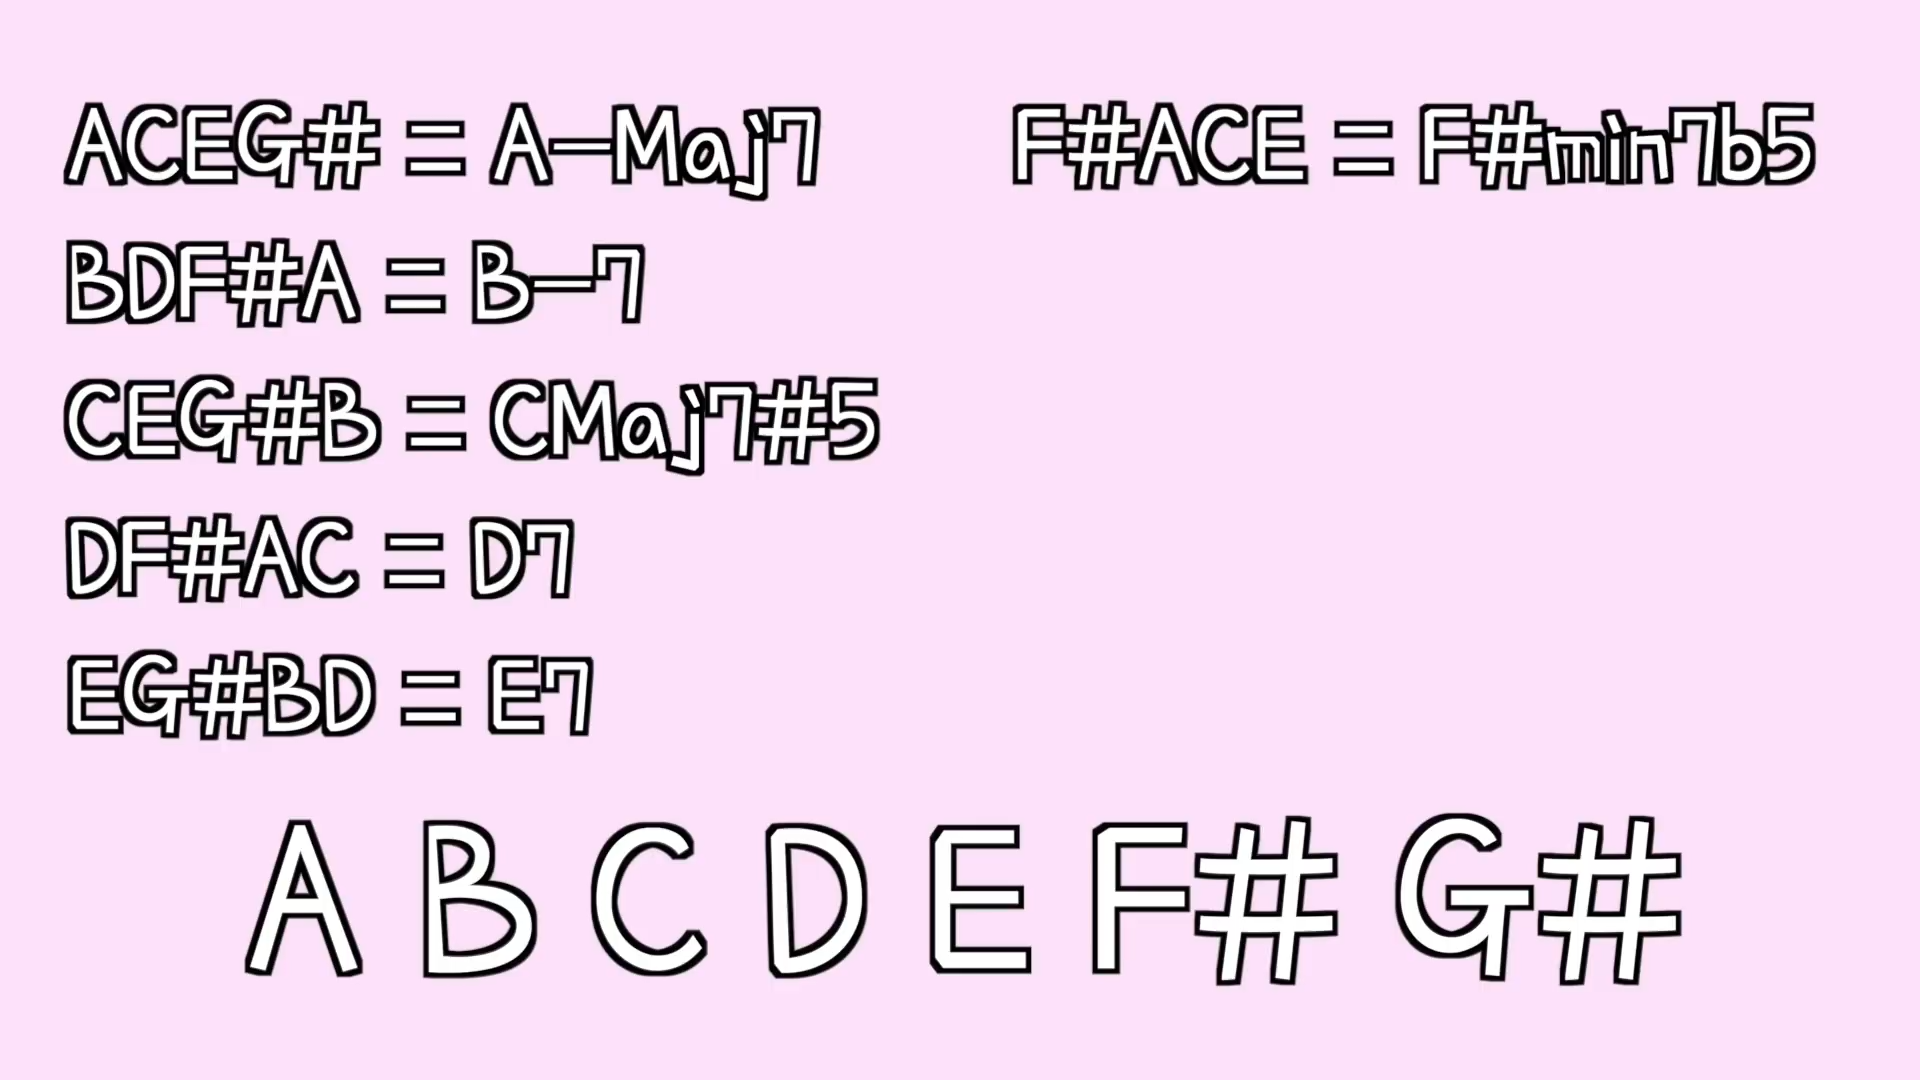 ACEG# = A-Maj7
BDF#A = B-7
CEG#B = CMaj7#5
DF#AC = D7
EG#BD = E7
F#ACE = F#min7b5
A B C D E F# G#